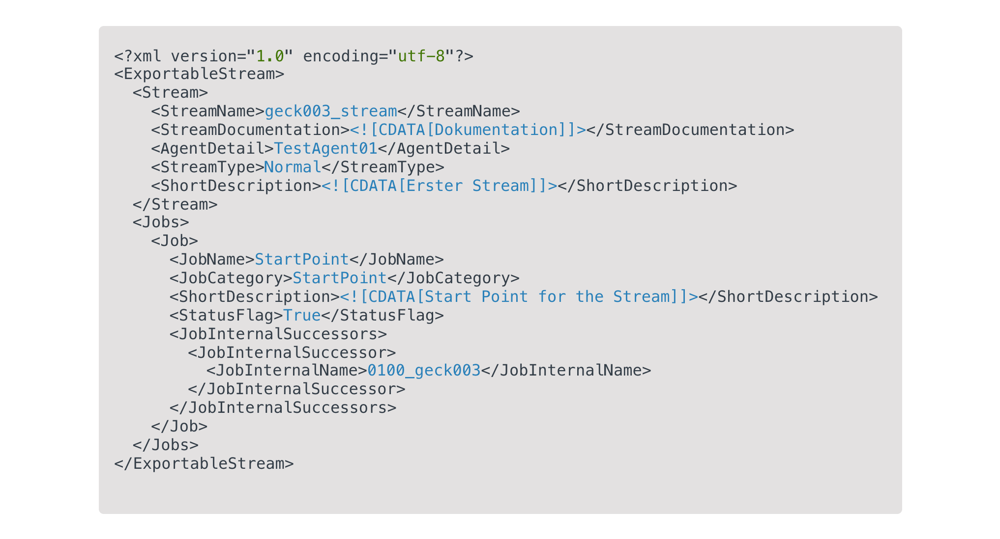 <?xml version="1.0" encoding="utf-8"?>
<ExportableStream>
  <Stream>
    <StreamName>geck003_stream</StreamName>
    <StreamDocumentation><![CDATA[Dokumentation]]></StreamDocumentation>
    <AgentDetail>TestAgent01</AgentDetail>
    <StreamType>Normal</StreamType>
    <ShortDescription><![CDATA[Erster Stream]]></ShortDescription>
  </Stream>
  <Jobs>
    <Job>
      <JobName>StartPoint</JobName>
      <JobCategory>StartPoint</JobCategory>
      <ShortDescription><![CDATA[Start Point for the Stream]]></ShortDescription>
      <StatusFlag>True</StatusFlag>
      <JobInternalSuccessors>
        <JobInternalSuccessor>
          <JobInternalName>0100_geck003</JobInternalName>
        </JobInternalSuccessor>
      </JobInternalSuccessors>
    </Job>
  </Jobs>
</ExportableStream>